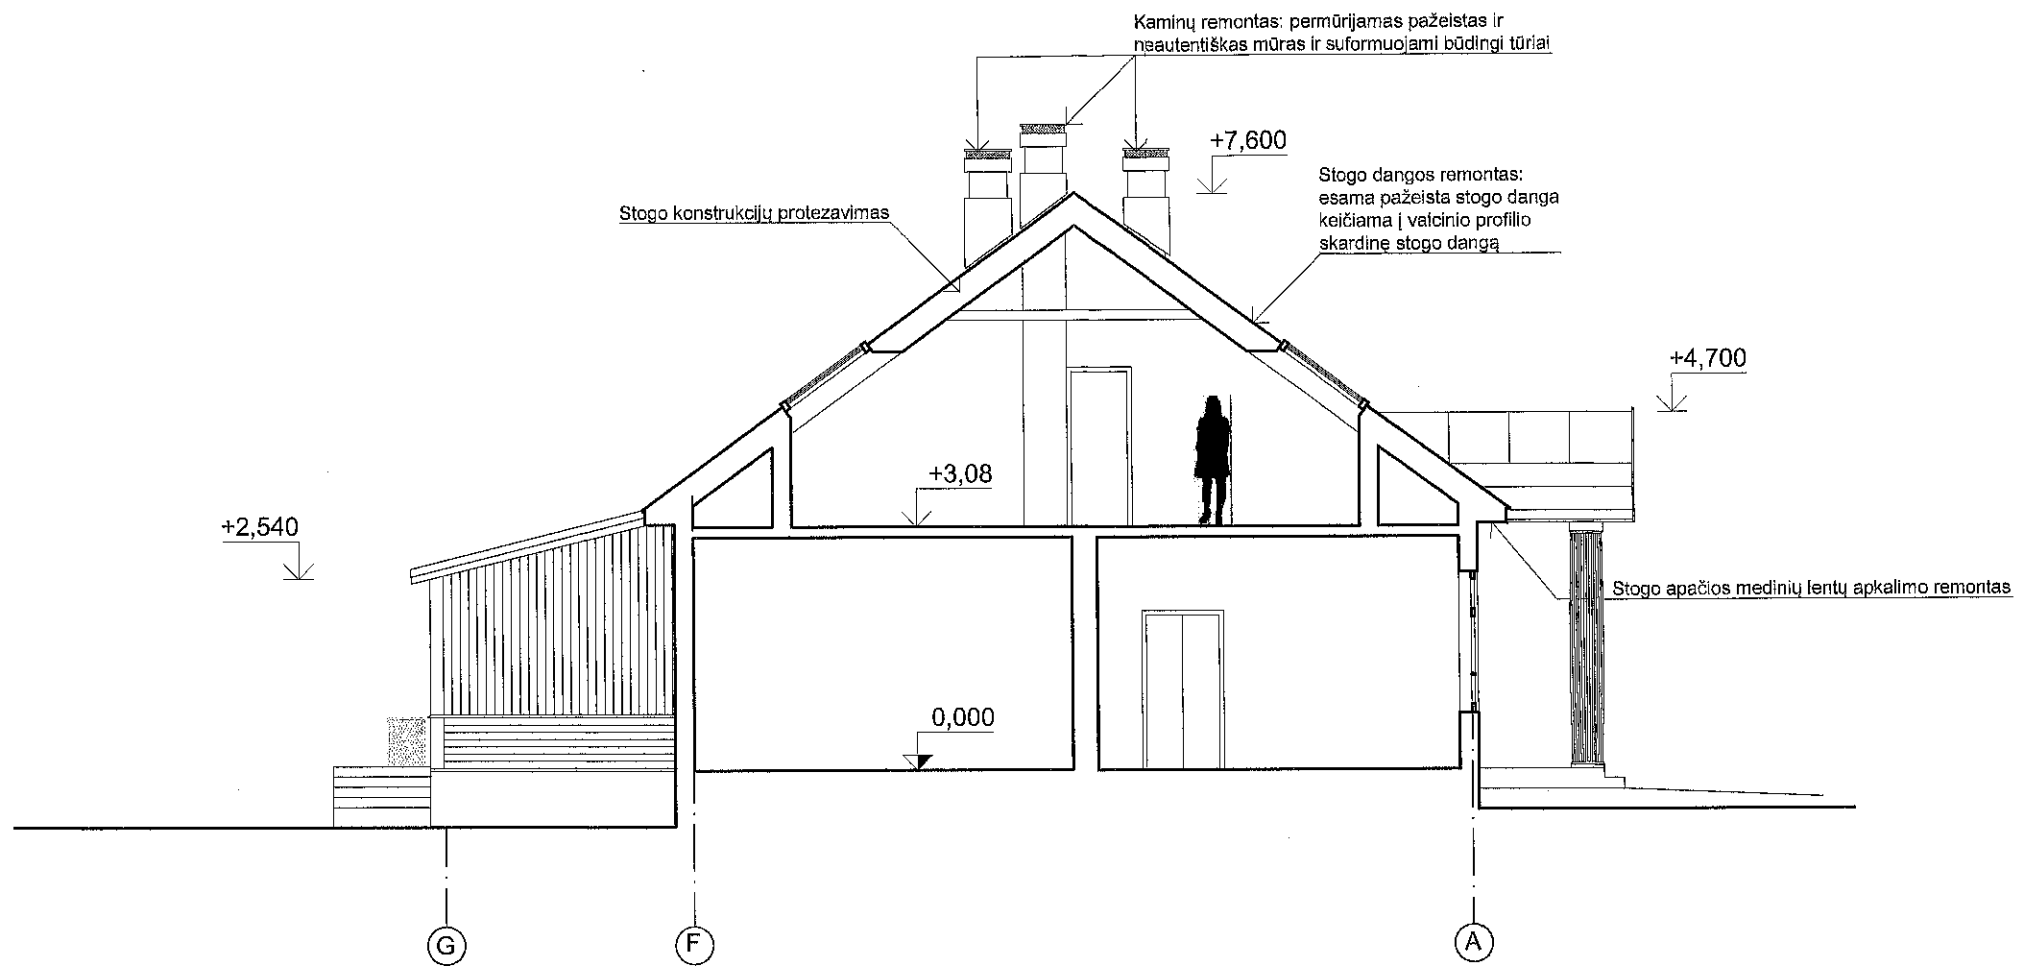 Kaminų remontas: permūrijamas pažeistas ir
neautentiškas mūras ir suformuojami būdingi tūriai
+7,600
Stogo dangos remontas:
esama pažeista stogo danga
keičiama į valcinio profilio
skardinę stogo dangą
Stogo konstrukcijų protezavimas
+4,700
+3,08
+2,540
Stogo apačios medinių lentų apkalimo remontas
0,000
G
F
A